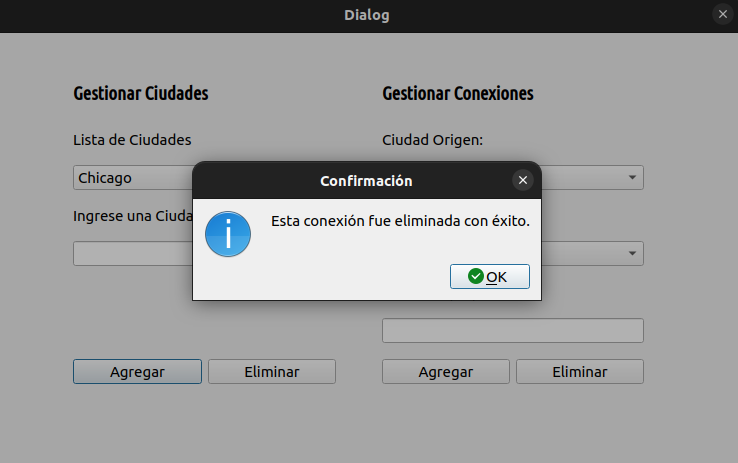 Dialog
Gestionar Ciudades
Gestionar Conexiones
Lista de Ciudades
Ciudad Origen:
Chicago
Confirmación
Ingrese una Ciuda
Esta conexión fue eliminada con éxito.
OK
Agregar
Eliminar
Agregar
Eliminar